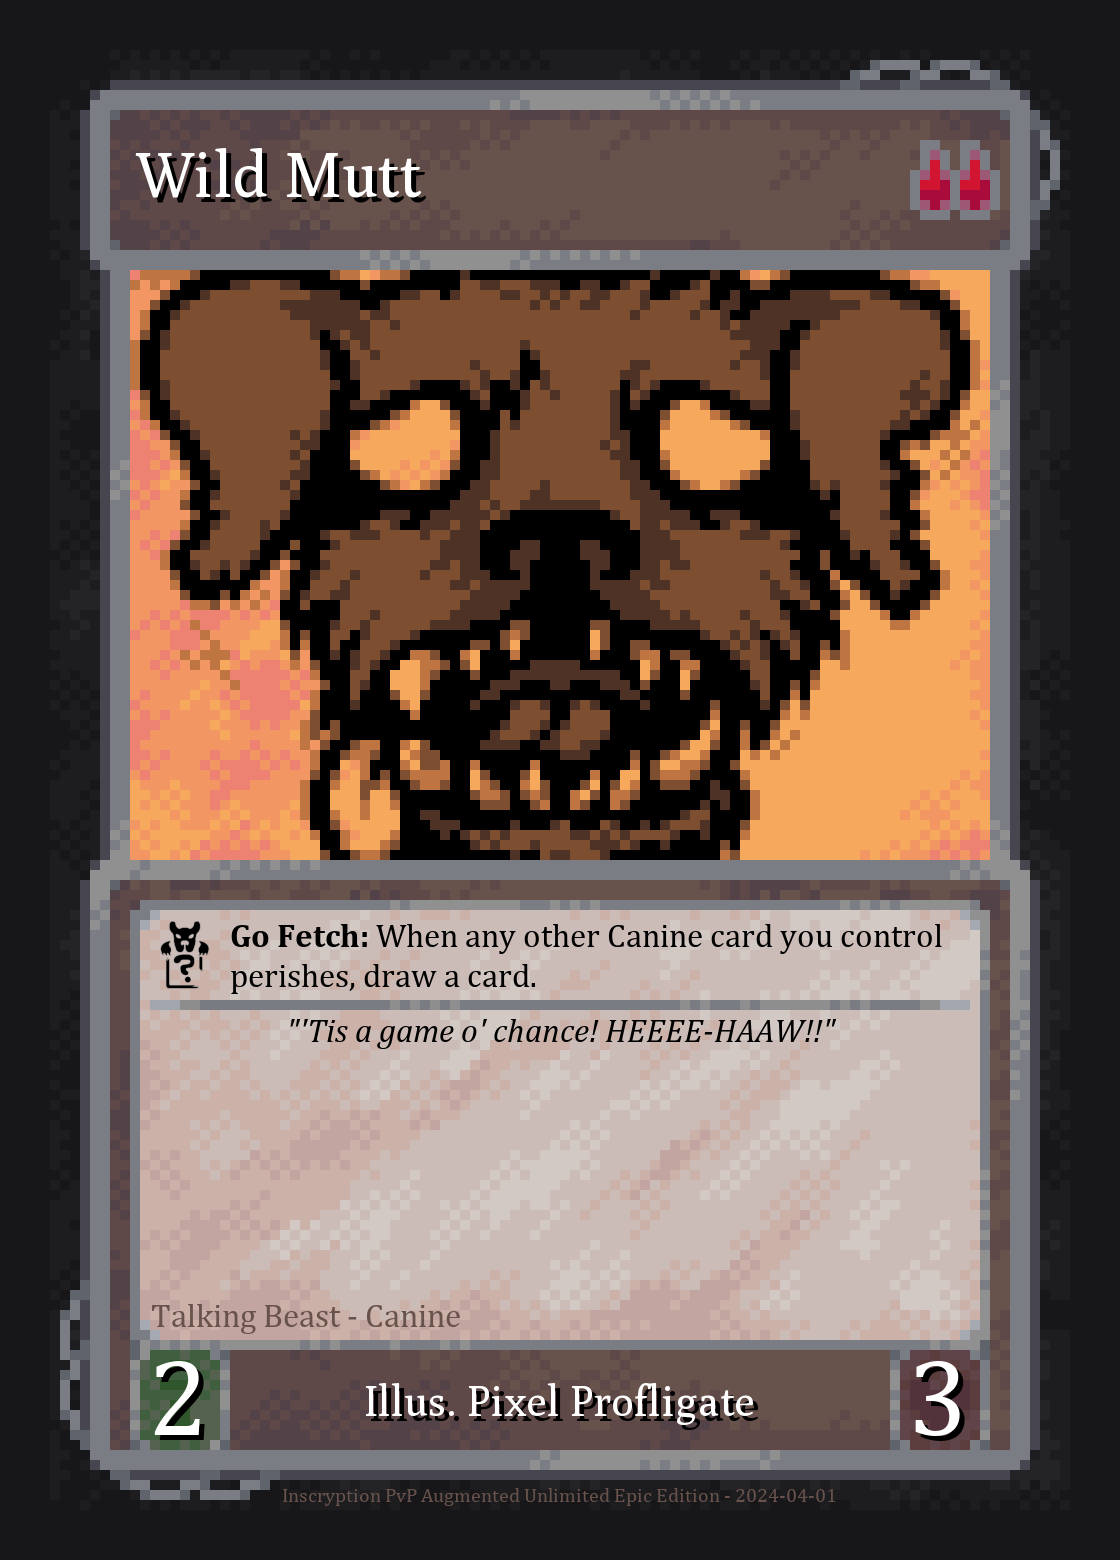 Wild Mutt
Go Fetch: When any other Canine card you control
perishes, draw a card.
"'Tis a game o' chance! HEEEE-HAAW!!"
Talking Beast - Canine
2
Illus. Pixel Profligate
3
Inscryption PvP Augmented Unlimited Epic Edition - 2024-04-01